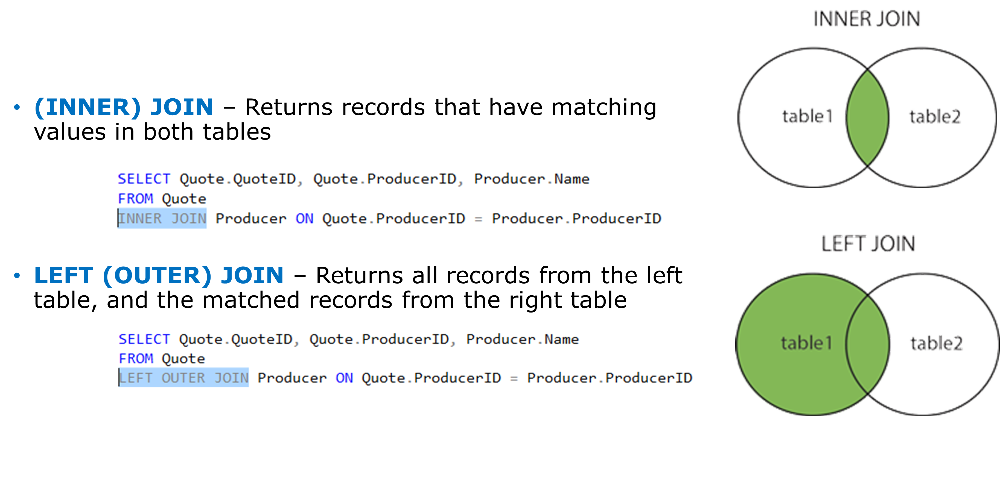 INNER JOIN
table1
table2
• (INNER) JOIN – Returns records that have matching
values in both tables
SELECT Quote.QuoteID, Quote.ProducerID, Producer.Name
FROM Quote
INNER JOIN Producer ON Quote.ProducerID = Producer.ProducerID
LEFT JOIN
table1
table2
• LEFT (OUTER) JOIN – Returns all records from the left
table, and the matched records from the right table
SELECT Quote.QuoteID, Quote.ProducerID, Producer.Name
FROM Quote
LEFT OUTER JOIN Producer ON Quote.ProducerID = Producer.ProducerID